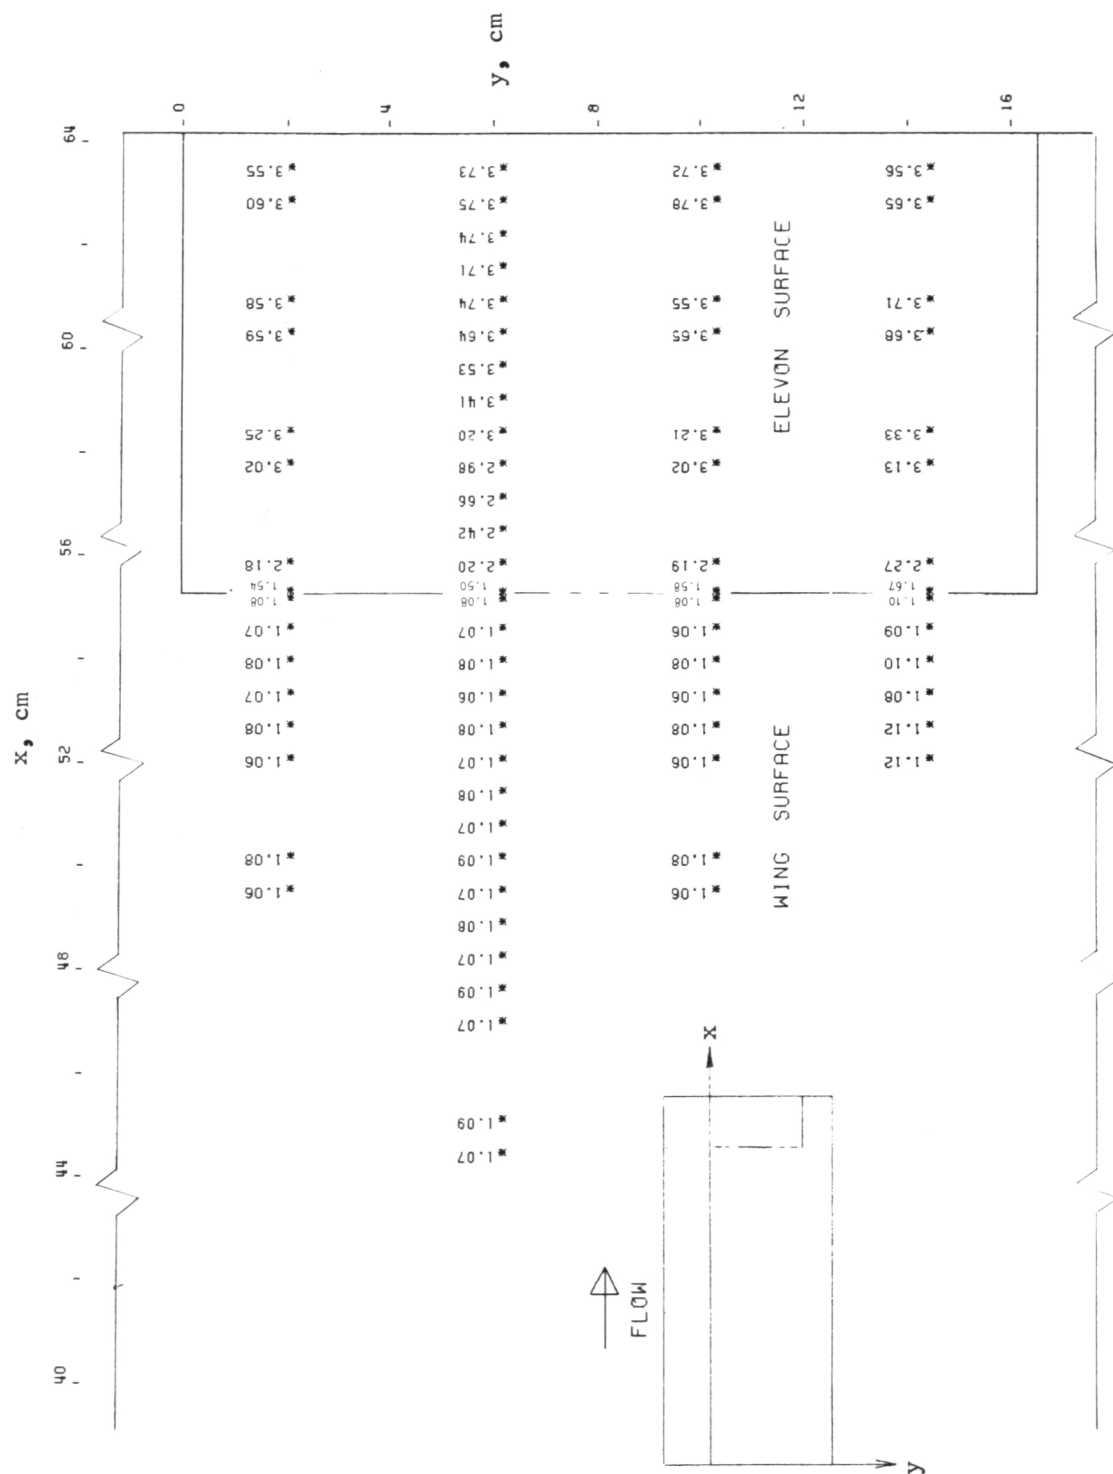 x, cm
40 44 48 52 56 60 64
0
1.06 1.08 1.06 1.08 1.07 1.08 1.07 1.08 1.54 2.18 3.02 3.25 3.59 3.58 3.60 3.55
4
1.07 1.09 1.07 1.09 1.07 1.08 1.07 1.09 1.07 1.08 1.07 1.08 1.06 1.08 1.07 1.08 1.50 2.20 2.42 2.66 2.98 3.20 3.41 3.53 3.64 3.74 3.71 3.74 3.75 3.73
y, cm
8
FLOW
1.06 1.08 1.06 1.08 1.06 1.08 1.06 1.08 1.58 2.19 3.02 3.21 3.65 3.55 3.78 3.72
x
WING SURFACE
ELEVON SURFACE
12
1.12 1.12 1.08 1.10 1.09 1.10 1.67 2.27 3.13 3.33 3.68 3.71 3.65 3.56
y
16